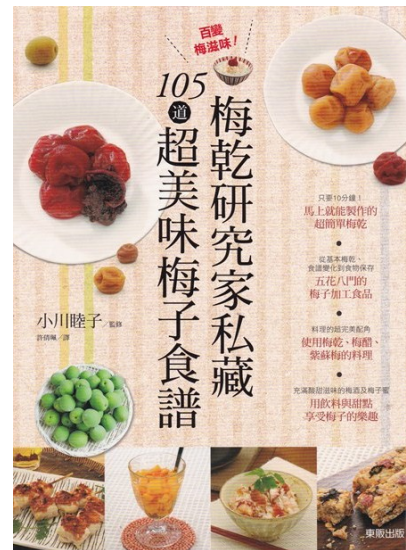 百變
梅滋味！
梅乾研究家私藏
105道超美味梅子食譜
小川睦子／監修
許倩珮／譯
只要10分鐘！
馬上就能製作的
超簡單梅乾
從基本梅乾、
食譜變化到食物保存
五花八門的
梅子加工食品
料理的超完美配角
使用梅乾、梅醋、
紫蘇梅的料理
充滿酸甜滋味的梅酒及梅子蜜
用飲料與甜點
享受梅子的樂趣
東販出版